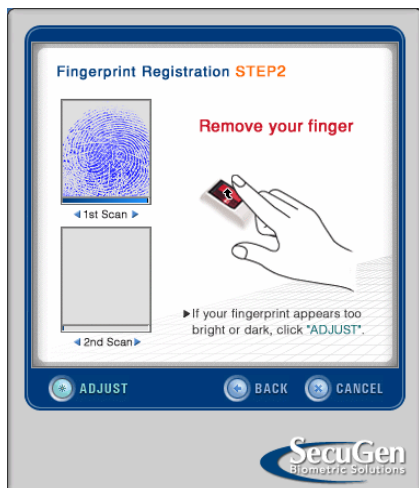 Fingerprint Registration STEP2
Remove your finger
◀ 1st Scan ▶
▶If your fingerprint appears too
bright or dark, click "ADJUST".
◀ 2nd Scan▶
ADJUST
BACK
CANCEL
SecuGen
Biometric Solutions